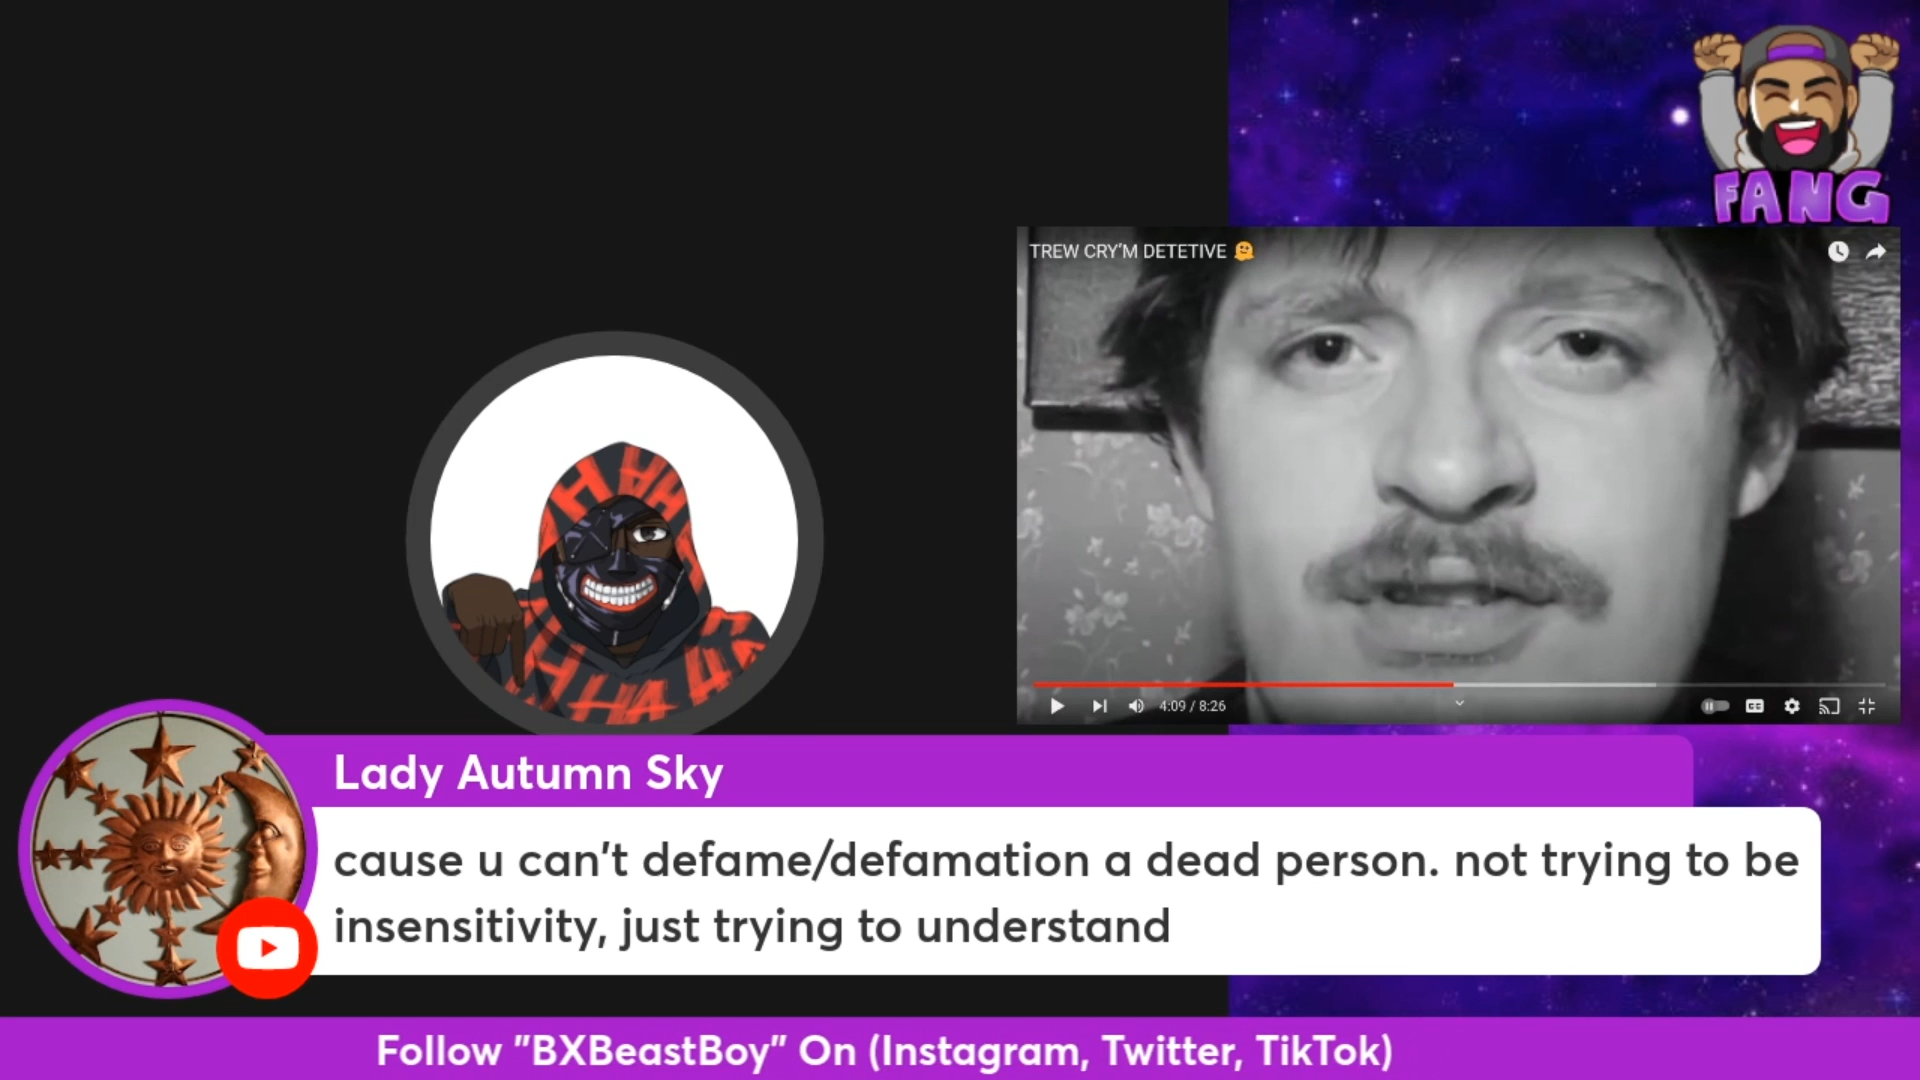 FANG
TREW CRY'M DETETIVE 🫠
4:09 / 8:26
CC
Lady Autumn Sky
cause u can't defame/defamation a dead person. not trying to be
insensitivity, just trying to understand
Follow "BXBeastBoy" On (Instagram, Twitter, TikTok)